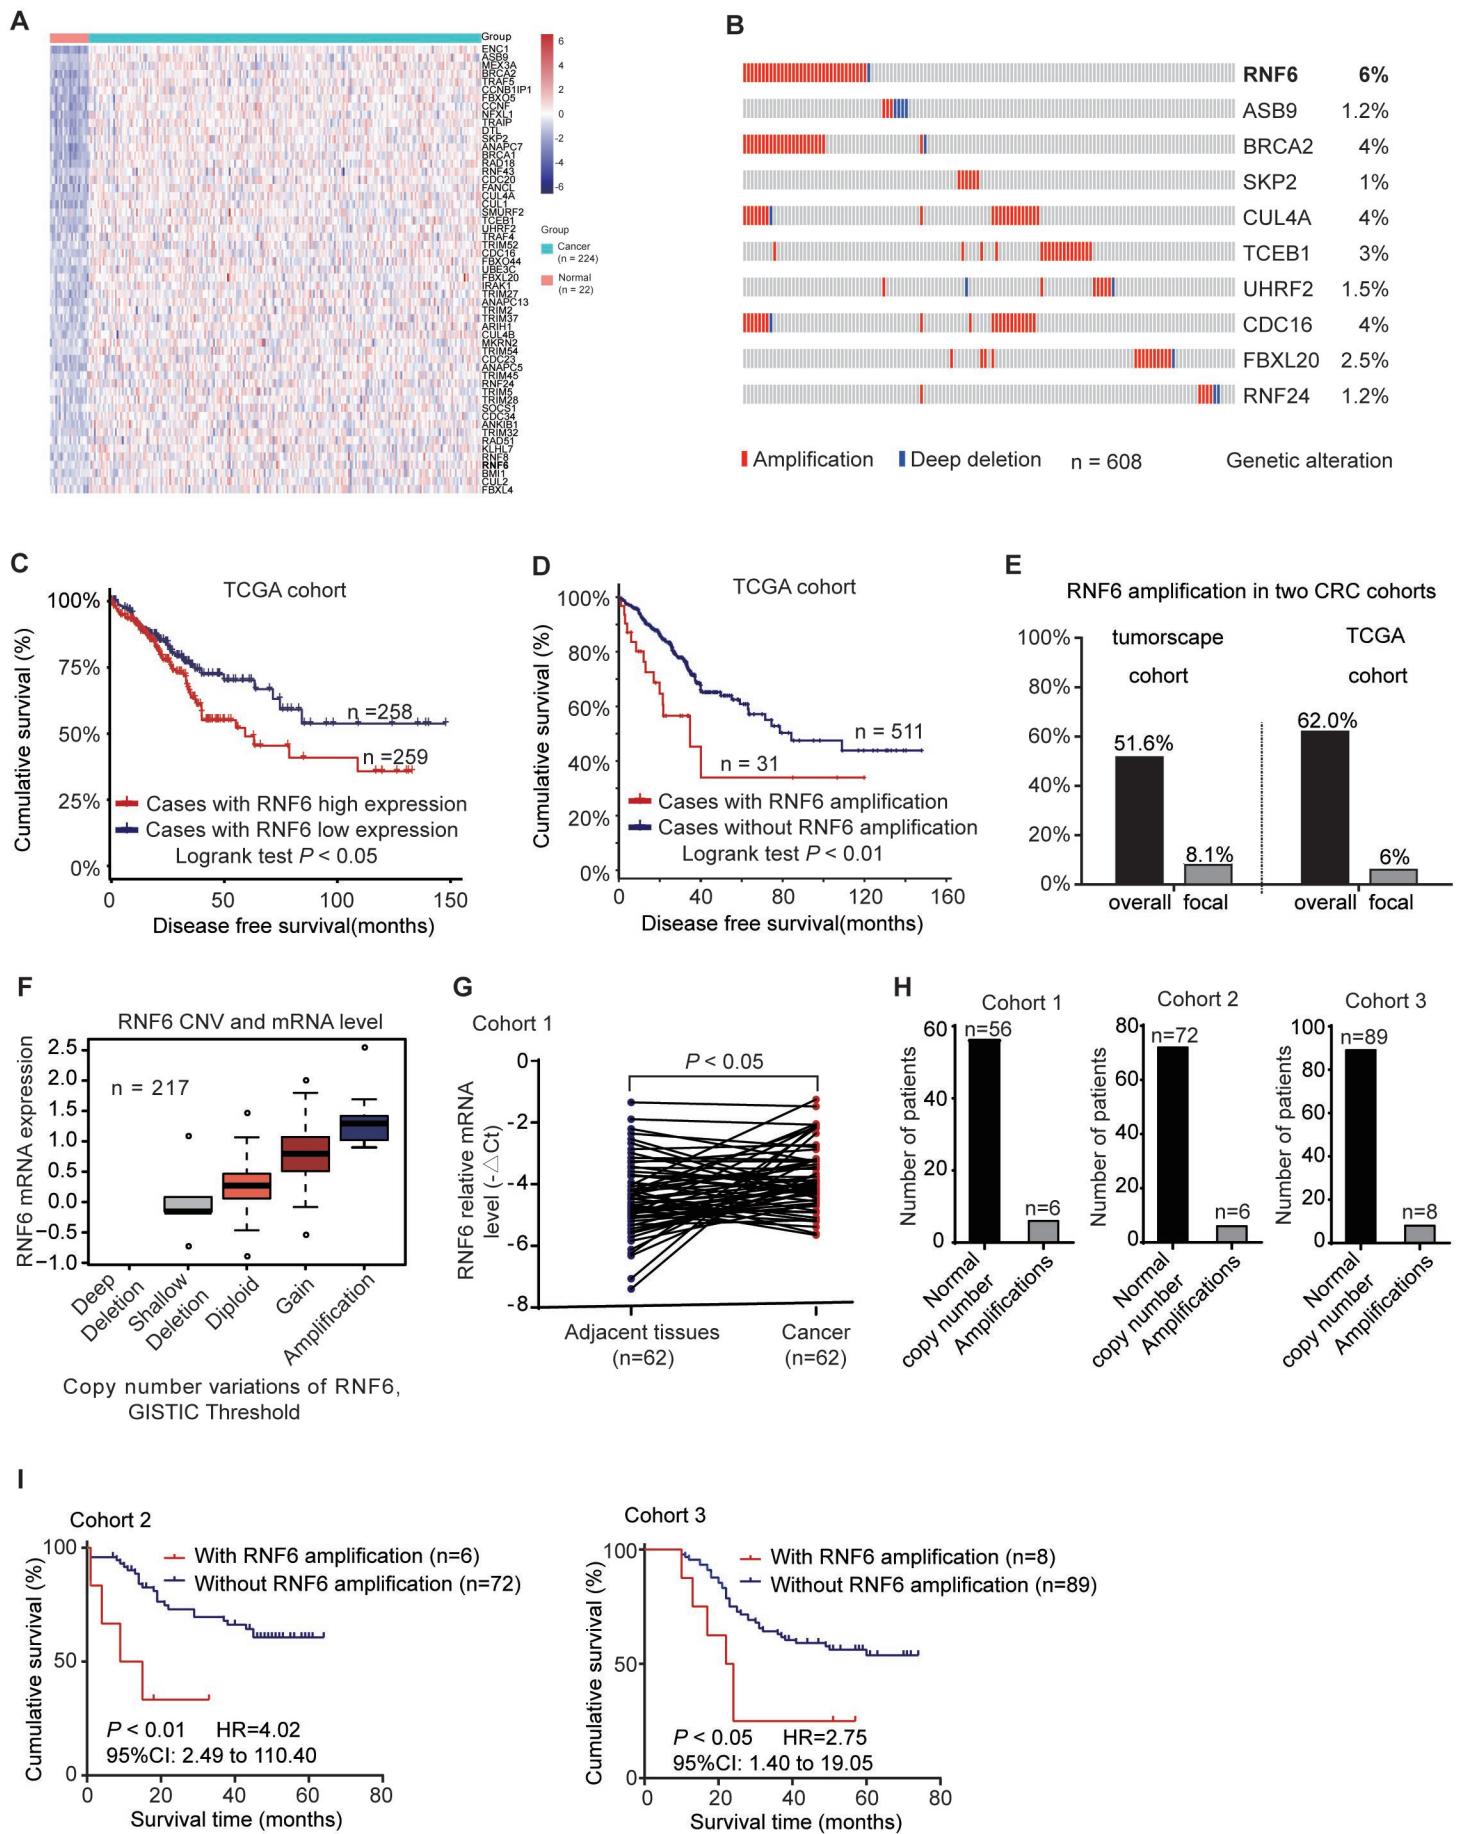 A
Group
ENC1
ASB9
MEX3A
BRCA2
TRAF5
CCNB1IP1
FBXO5
CCNF
NFXL1
TRAIP
DTL
SKP2
ANAPC7
BRCA1
RAD18
RNF43
CDC20
FANCL
CUL4A
CUL1
SMURF2
TCEB1
UHRF2
TRAF4
TRIM52
CDC16
FBXO44
UBE3C
FBXL20
IRAK1
TRIM27
ANAPC13
TRIM2
TRIM37
ARIH1
CUL4B
MKRN2
TRIM54
CDC23
ANAPC5
TRIM45
RNF24
TRIM5
TRIM28
SOCS1
CDC34
ANKIB1
TRIM32
RAD51
KLHL7
RNF8
RNF6
BMI1
CUL2
FBXL4
6
4
2
0
-2
-4
-6
Group
Cancer
(n = 224)
Normal
(n = 22)
B
RNF6 6%
ASB9 1.2%
BRCA2 4%
SKP2 1%
CUL4A 4%
TCEB1 3%
UHRF2 1.5%
CDC16 4%
FBXL20 2.5%
RNF24 1.2%
Amplification Deep deletion n = 608 Genetic alteration
C
TCGA cohort
Cumulative survival (%)
100%
75%
50%
25%
0%
n =258
n =259
Cases with RNF6 high expression
Cases with RNF6 low expression
Logrank test P < 0.05
0 50 100 150
Disease free survival(months)
D
TCGA cohort
Cumulative survival (%)
100%
80%
60%
40%
20%
0%
n = 511
n = 31
Cases with RNF6 amplification
Cases without RNF6 amplification
Logrank test P < 0.01
0 40 80 120 160
Disease free survival(months)
E
RNF6 amplification in two CRC cohorts
100%
80%
60%
40%
20%
0%
tumorscape
cohort
TCGA
cohort
51.6%
8.1%
62.0%
6%
overall focal overall focal
F
RNF6 CNV and mRNA level
RNF6 mRNA expression
2.5
2.0
1.5
1.0
0.5
0.0
−0.5
−1.0
n = 217
Deep
Deletion
Shallow
Deletion
Diploid
Gain
Amplification
Copy number variations of RNF6,
GISTIC Threshold
G
Cohort 1
RNF6 relative mRNA
level (-△Ct)
0
-2
-4
-6
-8
P < 0.05
Adjacent tissues
(n=62)
Cancer
(n=62)
H
Cohort 1
Number of patients
60
40
20
0
n=56
n=6
Normal
copy number
Amplifications
Cohort 2
Number of patients
80
60
40
20
0
n=72
n=6
Normal
copy number
Amplifications
Cohort 3
Number of patients
100
80
60
40
20
0
n=89
n=8
Normal
copy number
Amplifications
I
Cohort 2
Cumulative survival (%)
100
50
0
With RNF6 amplification (n=6)
Without RNF6 amplification (n=72)
P < 0.01 HR=4.02
95%CI: 2.49 to 110.40
0 20 40 60 80
Survival time (months)
Cohort 3
Cumulative survival (%)
100
50
0
With RNF6 amplification (n=8)
Without RNF6 amplification (n=89)
P < 0.05 HR=2.75
95%CI: 1.40 to 19.05
0 20 40 60 80
Survival time (months)